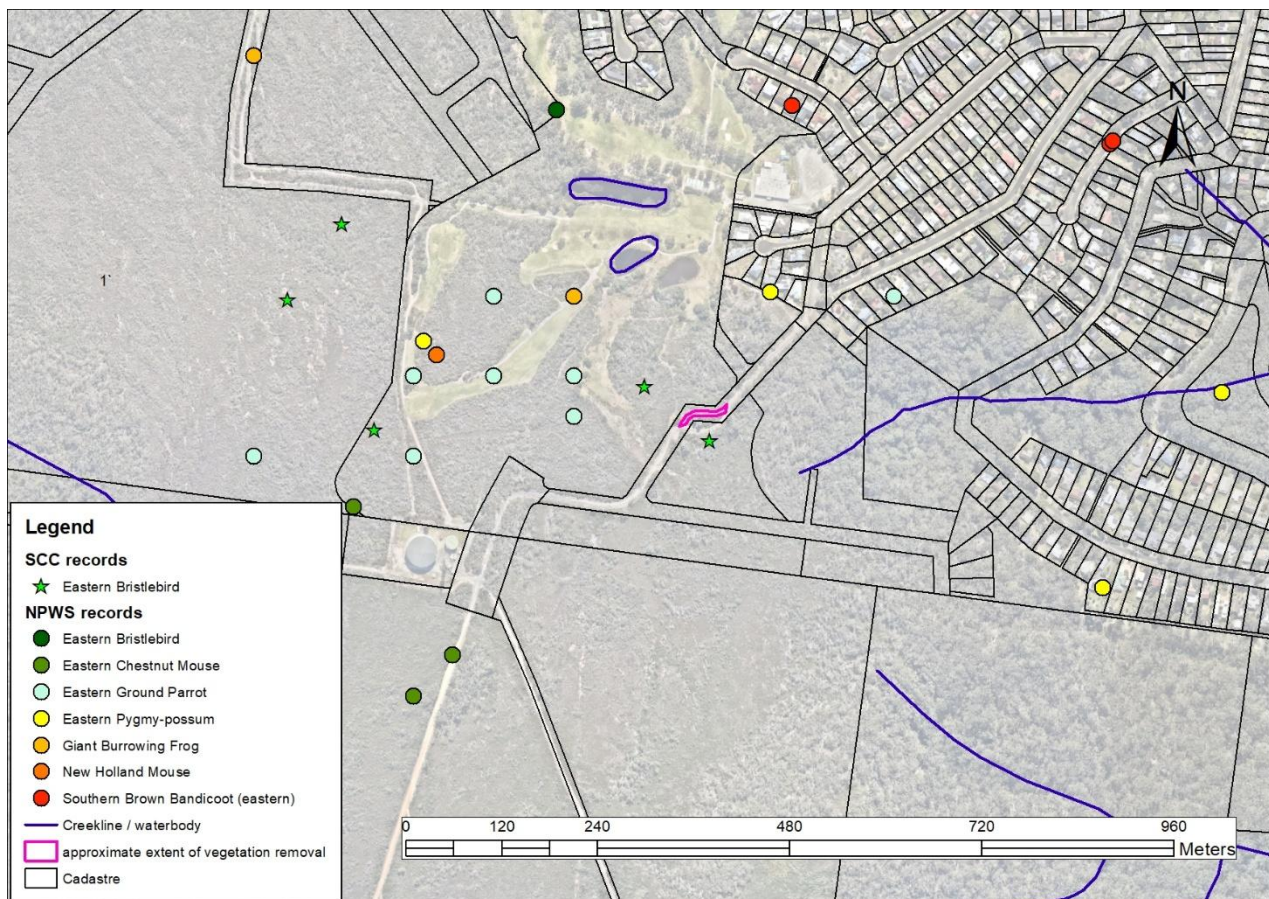 N
1`
Legend
SCC records
Eastern Bristlebird
NPWS records
Eastern Bristlebird
Eastern Chestnut Mouse
Eastern Ground Parrot
Eastern Pygmy-possum
Giant Burrowing Frog
New Holland Mouse
Southern Brown Bandicoot (eastern)
Creekline / waterbody
approximate extent of vegetation removal
Cadastre
0 120 240 480 720 960
Meters